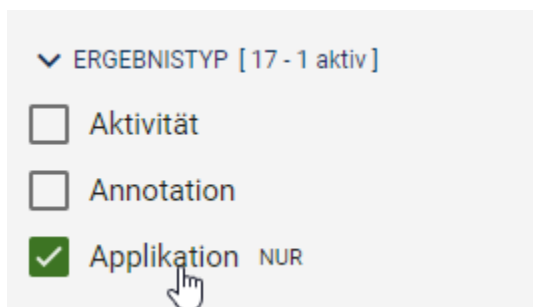 ERGEBNISTYP [ 17 - 1 aktiv ]
Aktivität
Annotation
Applikation NUR